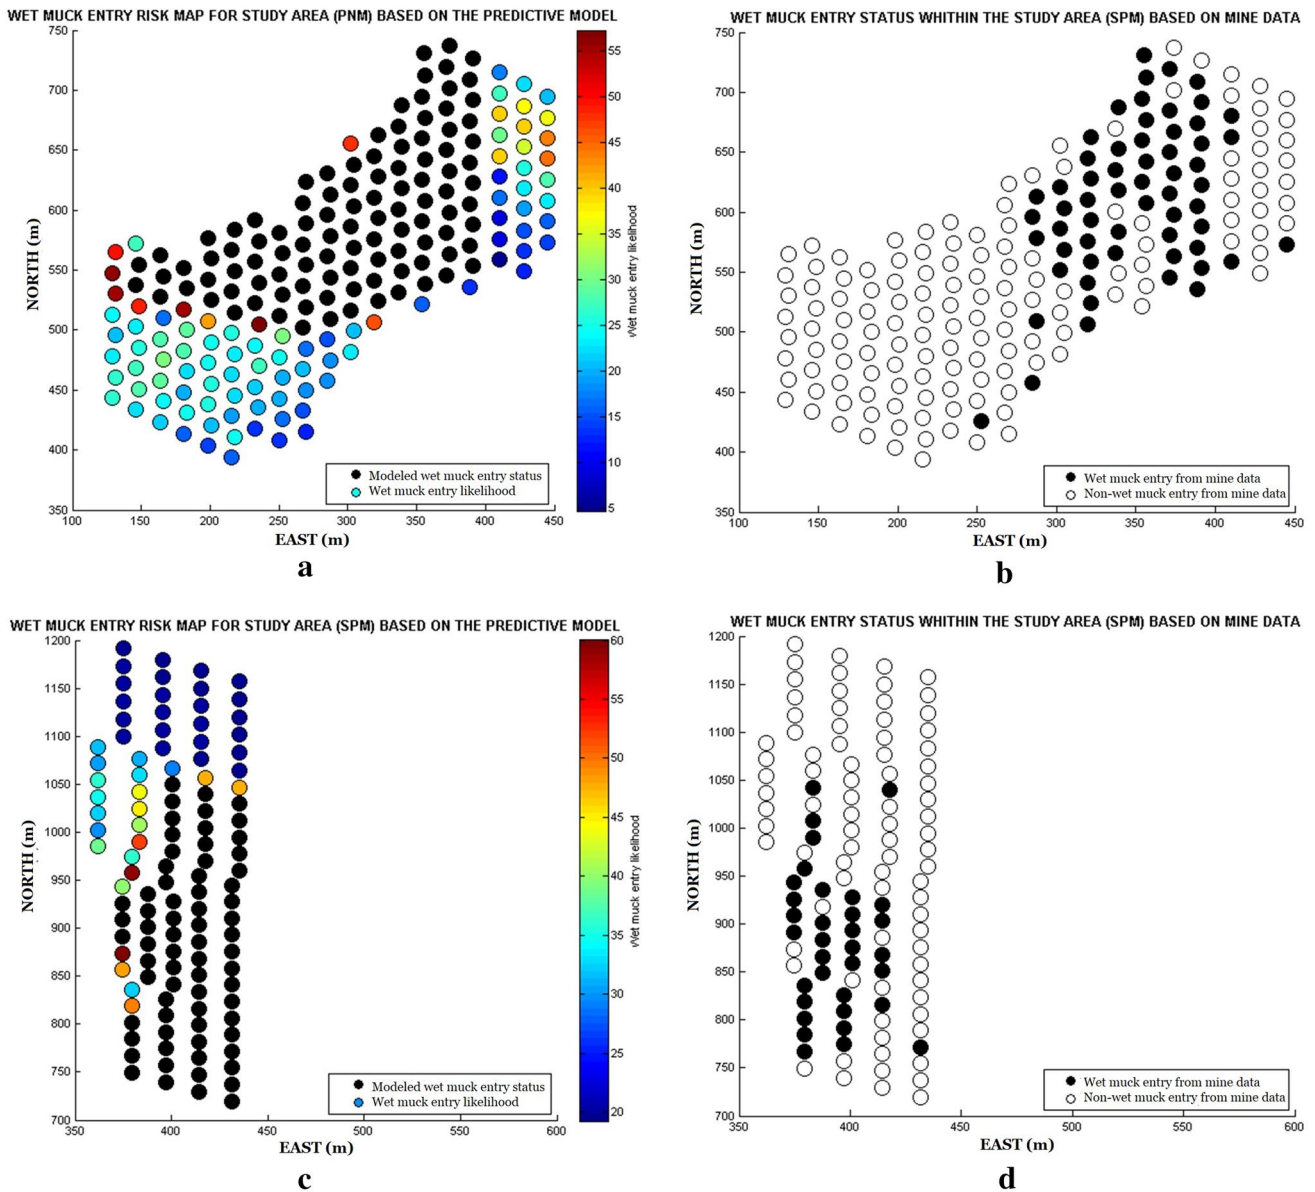 WET MUCK ENTRY RISK MAP FOR STUDY AREA (PNM) BASED ON THE PREDICTIVE MODEL
750
700
650
600
550
500
450
400
350
NORTH (m)
100 150 200 250 300 350 400 450
EAST (m)
Modeled wet muck entry status
Wet muck entry likelihood
55
50
45
40
35
30
25
20
15
10
5
Wet muck entry likelihood
a
WET MUCK ENTRY STATUS WHITHIN THE STUDY AREA (SPM) BASED ON MINE DATA
750
700
650
600
550
500
450
400
350
NORTH (m)
100 150 200 250 300 350 400 450
EAST (m)
Wet muck entry from mine data
Non-wet muck entry from mine data
b
WET MUCK ENTRY RISK MAP FOR STUDY AREA (SPM) BASED ON THE PREDICTIVE MODEL
1200
1150
1100
1050
1000
950
900
850
800
750
700
NORTH (m)
350 400 450 500 550 600
EAST (m)
Modeled wet muck entry status
Wet muck entry likelihood
60
55
50
45
40
35
30
25
20
Wet muck entry likelihood
c
WET MUCK ENTRY STATUS WHITHIN THE STUDY AREA (SPM) BASED ON MINE DATA
1200
1150
1100
1050
1000
950
900
850
800
750
700
NORTH (m)
350 400 450 500 550 600
EAST (m)
Wet muck entry from mine data
Non-wet muck entry from mine data
d